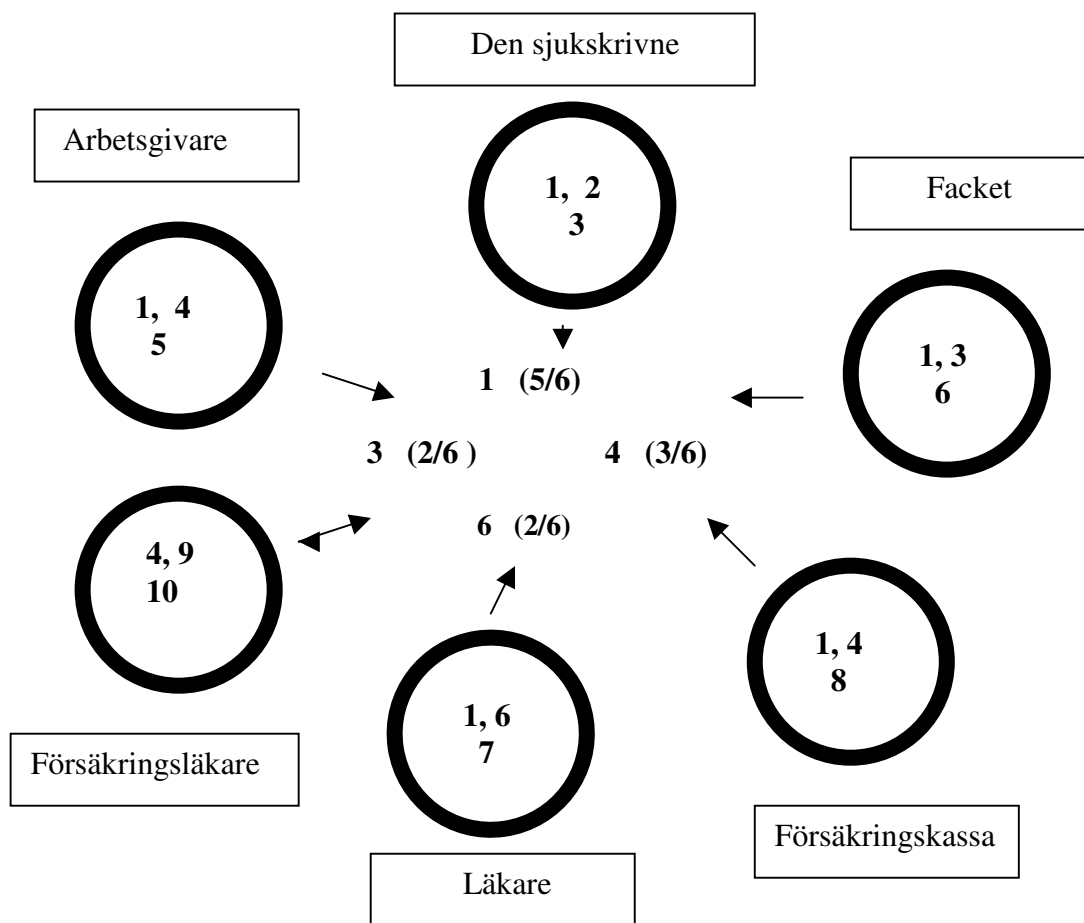 Den sjukskrivne
Arbetsgivare
Facket
1, 2
3
1, 4
5
1, 3
6
1 (5/6)
3 (2/6 )
4 (3/6)
6 (2/6)
4, 9
10
1, 4
8
1, 6
7
Försäkringsläkare
Försäkringskassa
Läkare